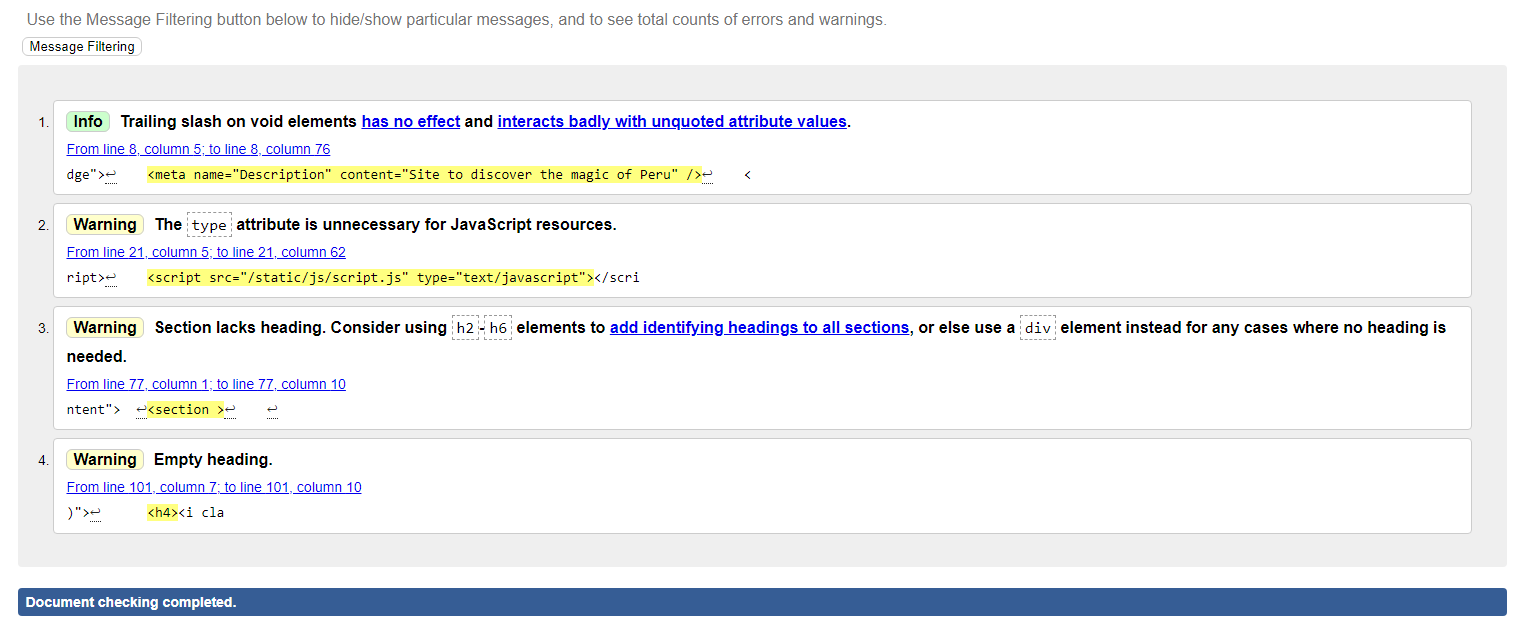 Use the Message Filtering button below to hide/show particular messages, and to see total counts of errors and warnings.
Message Filtering
1. Info Trailing slash on void elements has no effect and interacts badly with unquoted attribute values.
From line 8, column 5; to line 8, column 76
dge">↩ <meta name="Description" content="Site to discover the magic of Peru" />↩ <
2. Warning The type attribute is unnecessary for JavaScript resources.
From line 21, column 5; to line 21, column 62
ript>↩ <script src="/static/js/script.js" type="text/javascript"></scri
3. Warning Section lacks heading. Consider using h2-h6 elements to add identifying headings to all sections, or else use a div element instead for any cases where no heading is
needed.
From line 77, column 1; to line 77, column 10
ntent"> ↩<section >↩ ↩
4. Warning Empty heading.
From line 101, column 7; to line 101, column 10
)">↩ <h4><i cla
Document checking completed.